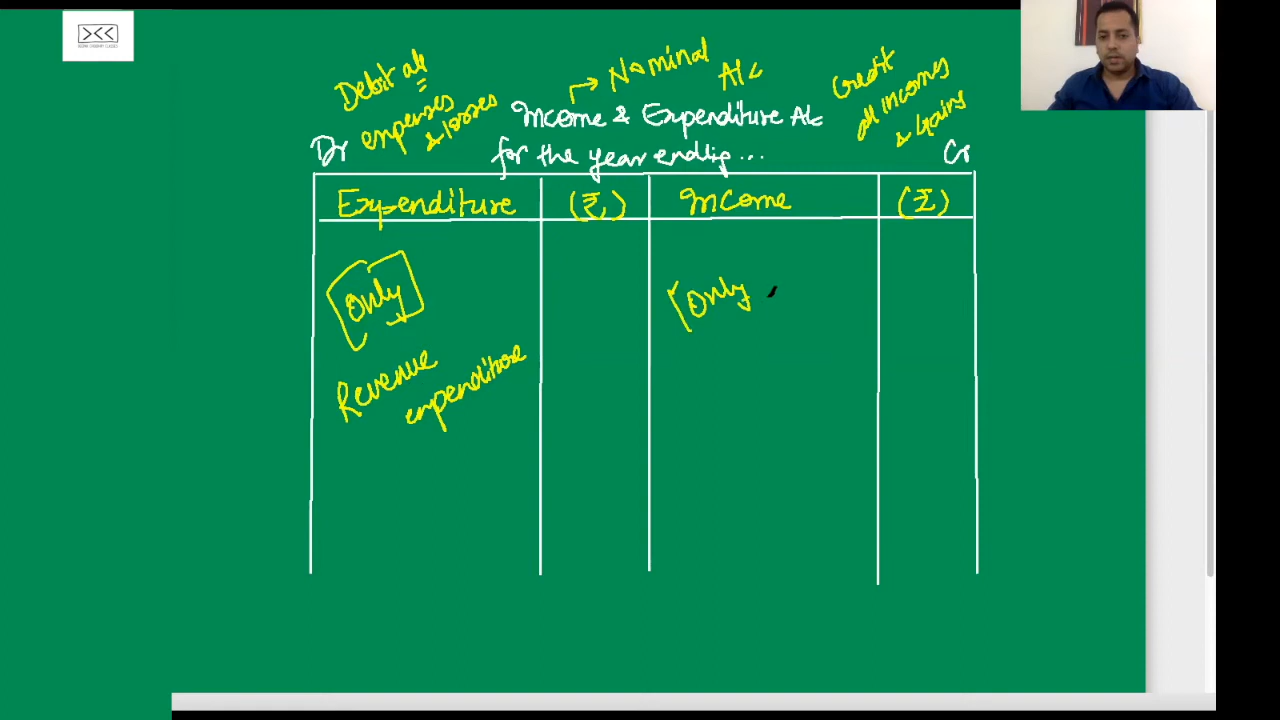 Debit all
expenses
& losses
→ Nominal A/c
Credit
all Incomes
& Gains
Income & Expenditure A/c
Dr
for the year ending...
Cr
Expenditure
(₹)
Income
(₹)
Only
Only
Revenue
expenditure